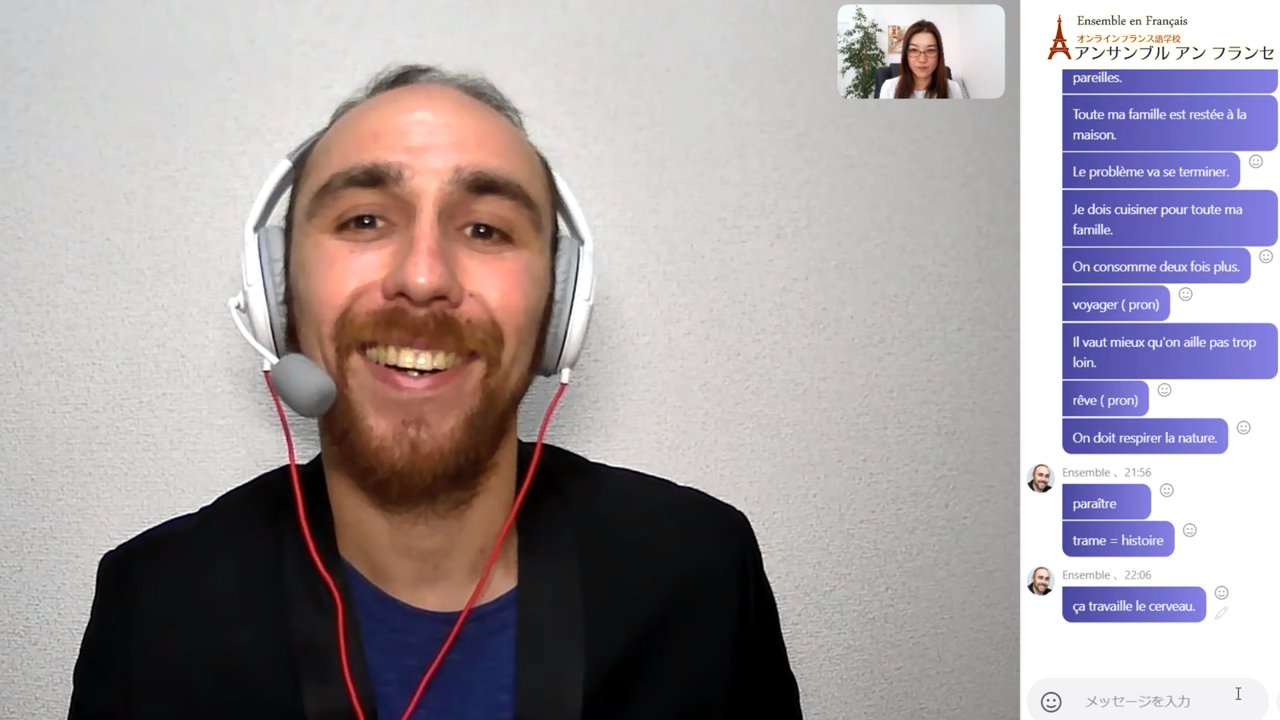 Ensemble en Français
オンラインフランス語学校
アンサンブル アン フランセ
pareilles.
Toute ma famille est restée à la
maison.
Le problème va se terminer.
Je dois cuisiner pour toute ma
famille.
On consomme deux fois plus.
voyager ( pron)
Il vaut mieux qu'on aille pas trop
loin.
rêve ( pron)
On doit respirer la nature.
Ensemble 、 21:56
paraître
trame = histoire
Ensemble 、 22:06
ça travaille le cerveau.
メッセージを入力